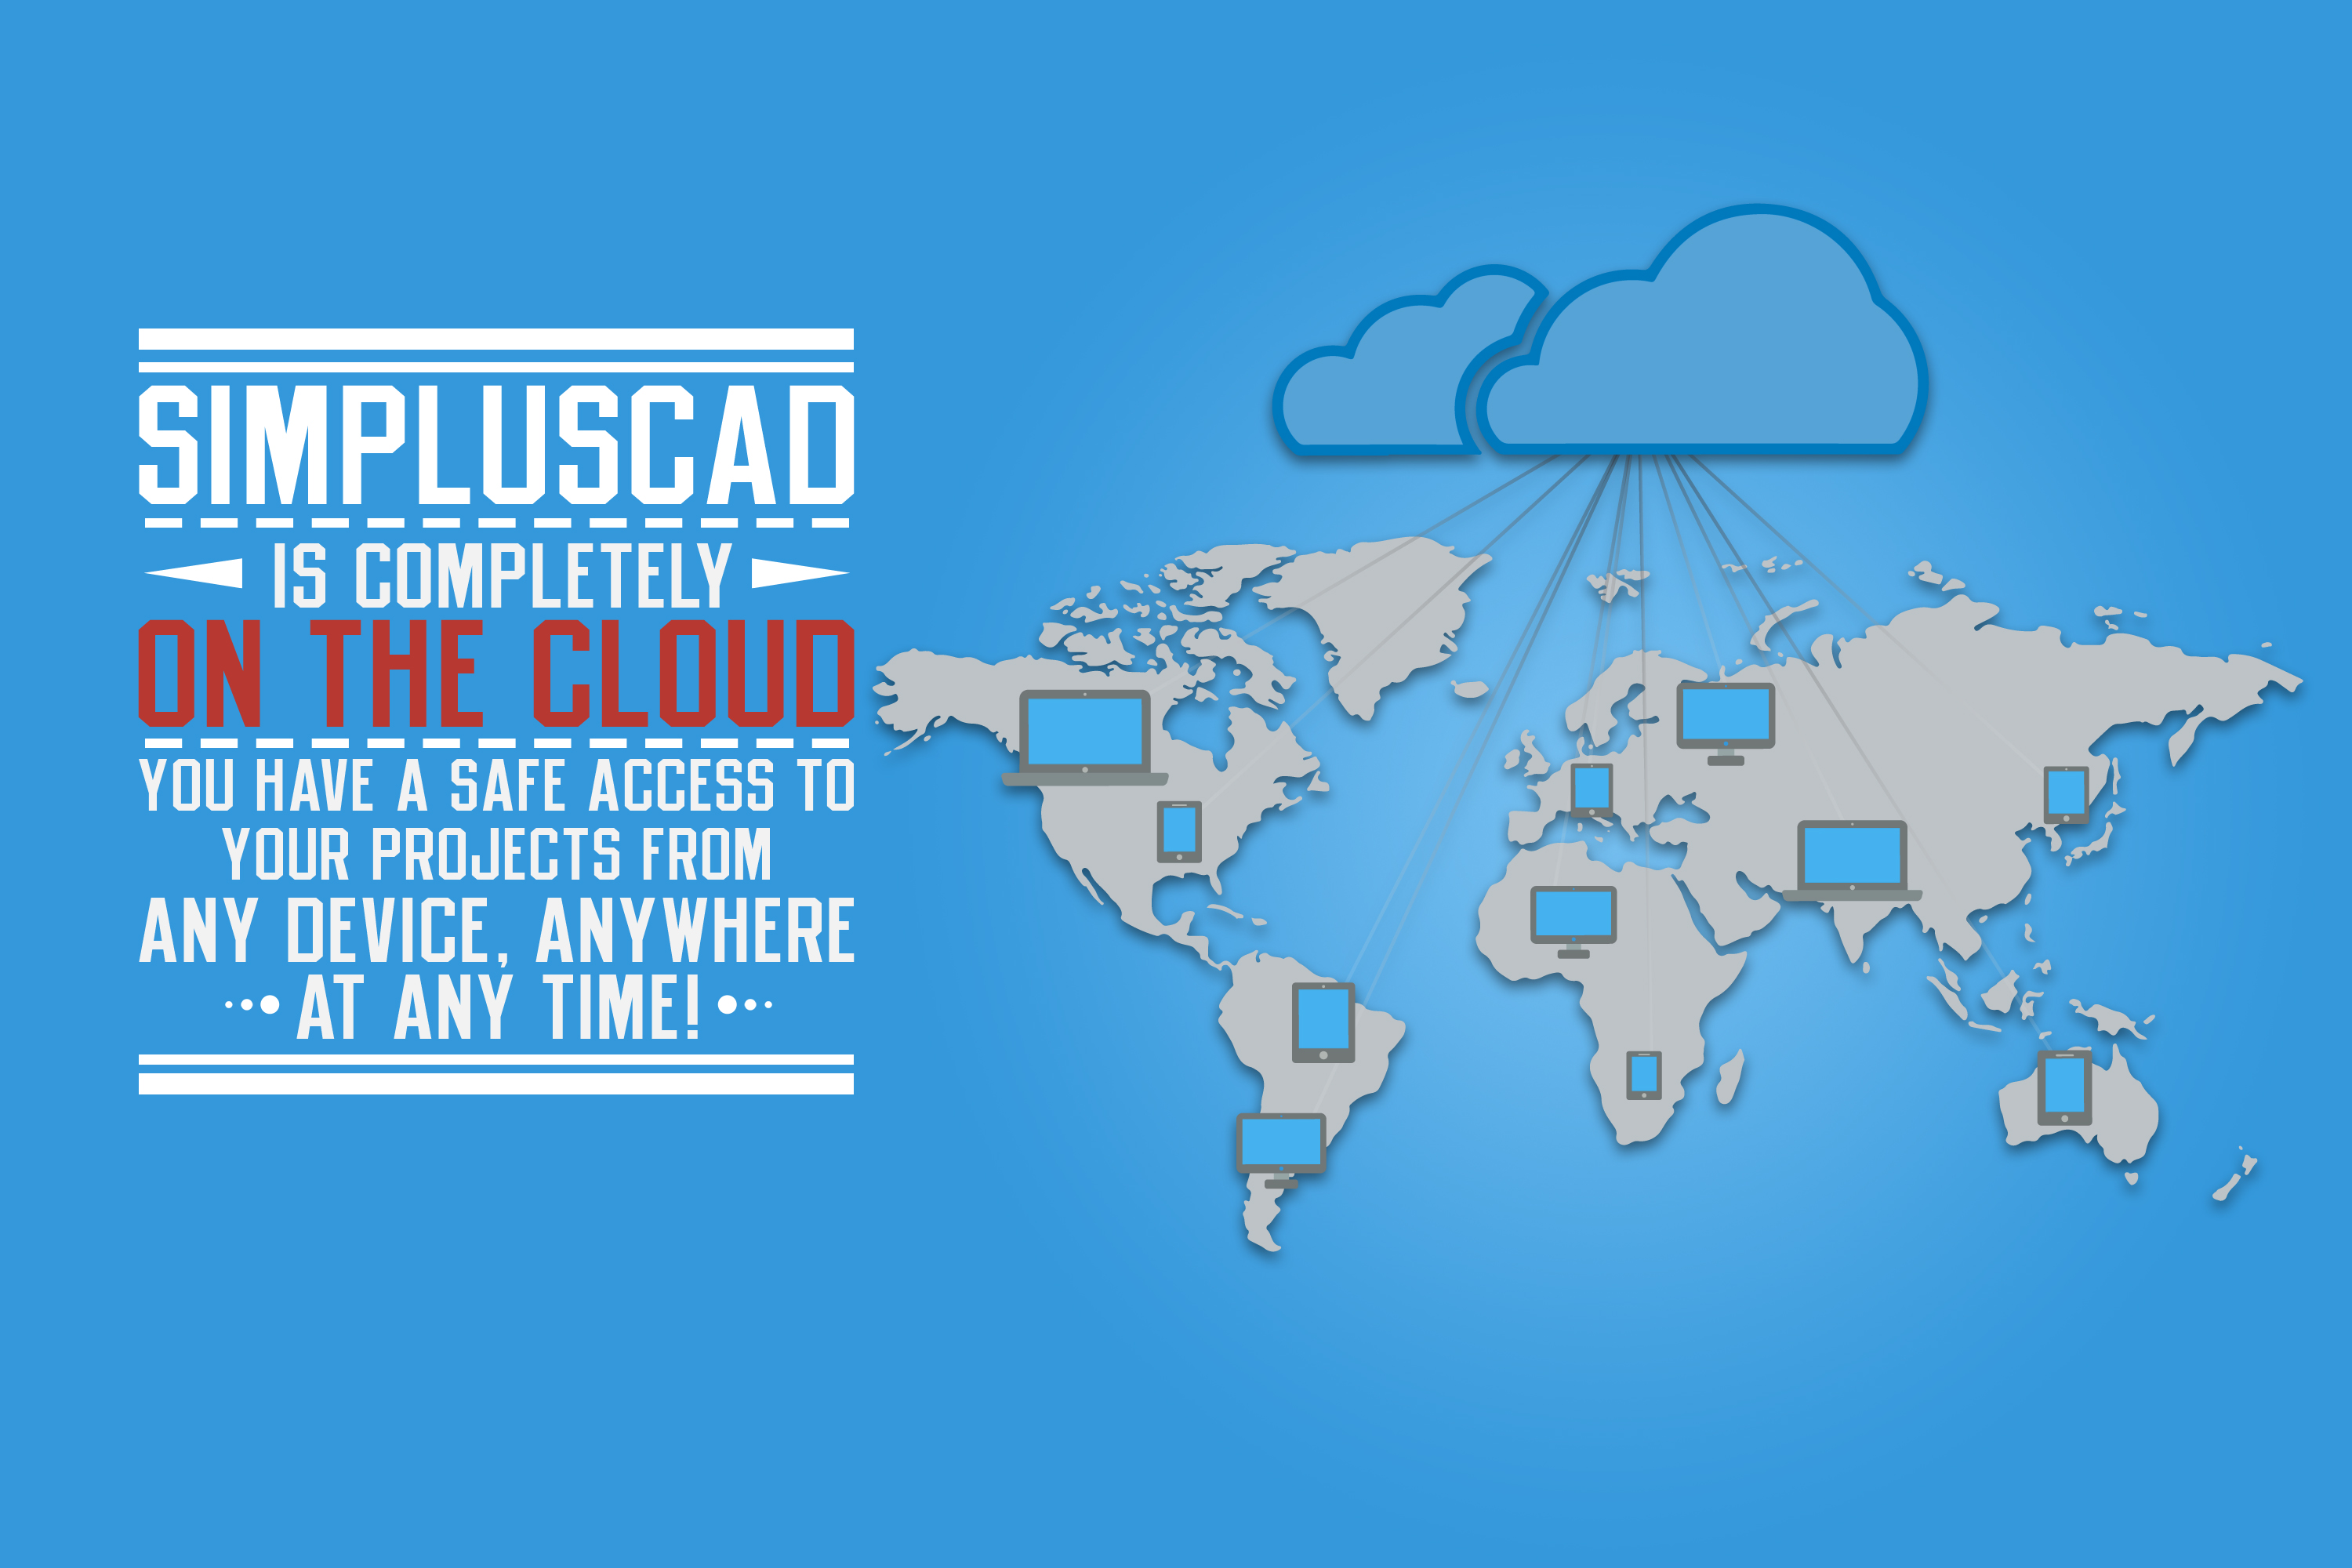 SIMPLUSCAD
IS COMPLETELY
ON THE CLOUD
YOU HAVE A SAFE ACCESS TO
YOUR PROJECTS FROM
ANY DEVICE, ANYWHERE
AT ANY TIME!